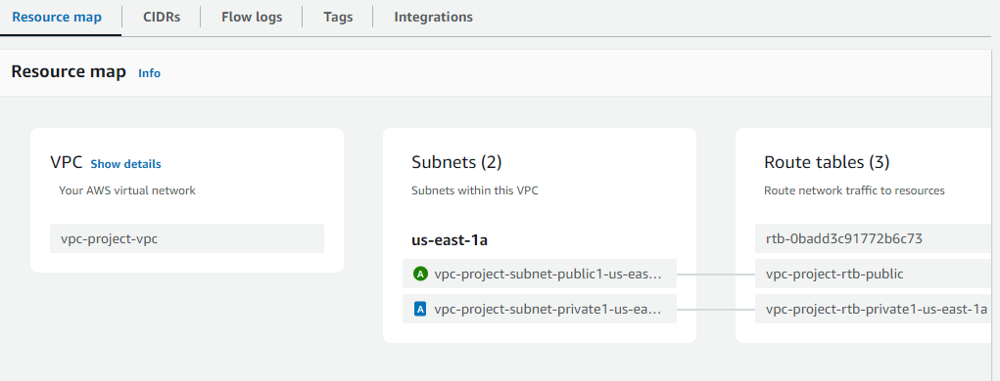 Resource map CIDRs Flow logs Tags Integrations
Resource map Info
VPC Show details
Your AWS virtual network
vpc-project-vpc
Subnets (2)
Subnets within this VPC
us-east-1a
A vpc-project-subnet-public1-us-eas...
A vpc-project-subnet-private1-us-ea...
Route tables (3)
Route network traffic to resources
rtb-0badd3c91772b6c73
vpc-project-rtb-public
vpc-project-rtb-private1-us-east-1a